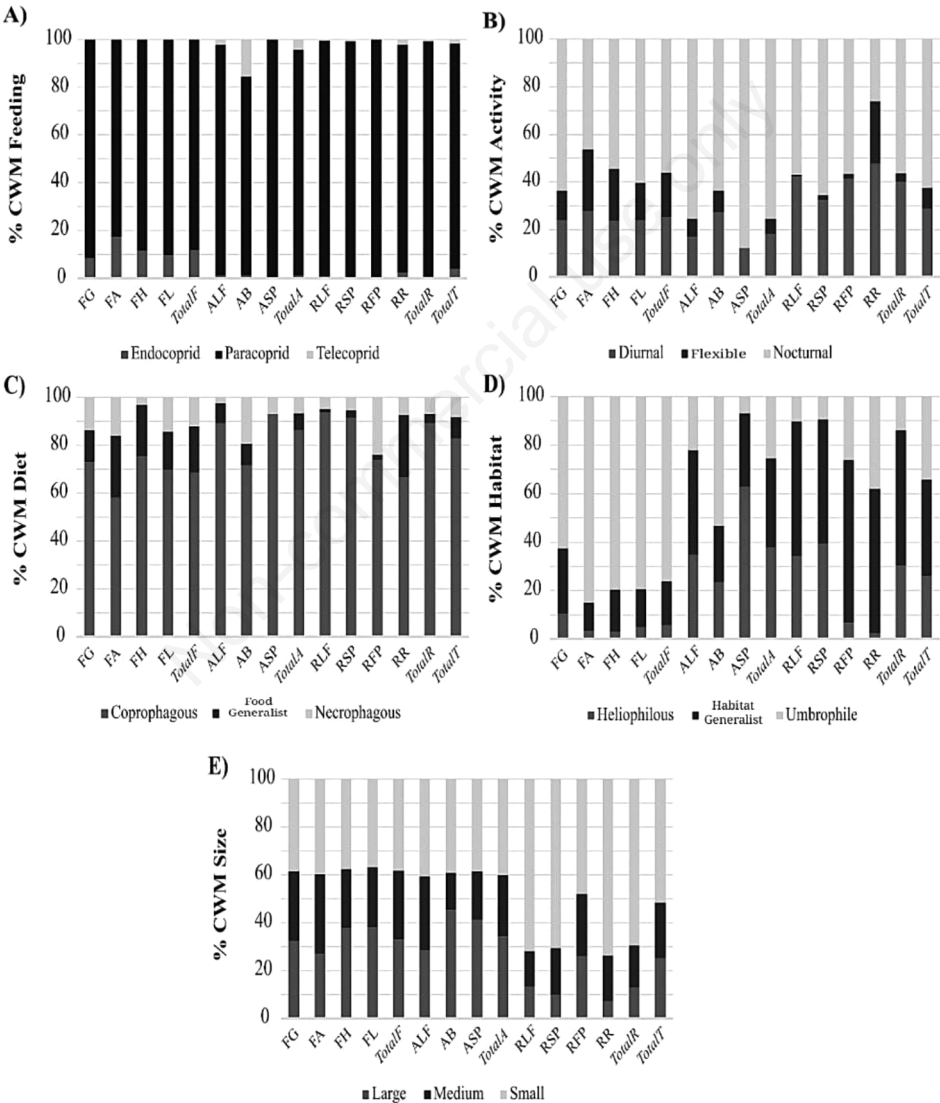 A)
% CWM Feeding
100
80
60
40
20
0
FG FA FH FL TotalF ALF AB ASP TotalA RLF RSP RFP RR TotalR TotalT
Endocoprid Paracoprid Telecoprid
B)
% CWM Activity
100
80
60
40
20
0
FG FA FH FL TotalF ALF AB ASP TotalA RLF RSP RFP RR TotalR TotalT
Diurnal Flexible Nocturnal
C)
% CWM Diet
100
80
60
40
20
0
FG FA FH FL TotalF ALF AB ASP TotalA RLF RSP RFP RR TotalR TotalT
Coprophagous Food Generalist Necrophagous
D)
% CWM Habitat
100
80
60
40
20
0
FG FA FH FL TotalF ALF AB ASP TotalA RLF RSP RFP RR TotalR TotalT
Heliophilous Habitat Generalist Umbrophile
E)
% CWM Size
100
80
60
40
20
0
FG FA FH FL TotalF ALF AB ASP TotalA RLF RSP RFP RR TotalR TotalT
Large Medium Small
Non-commercial use only